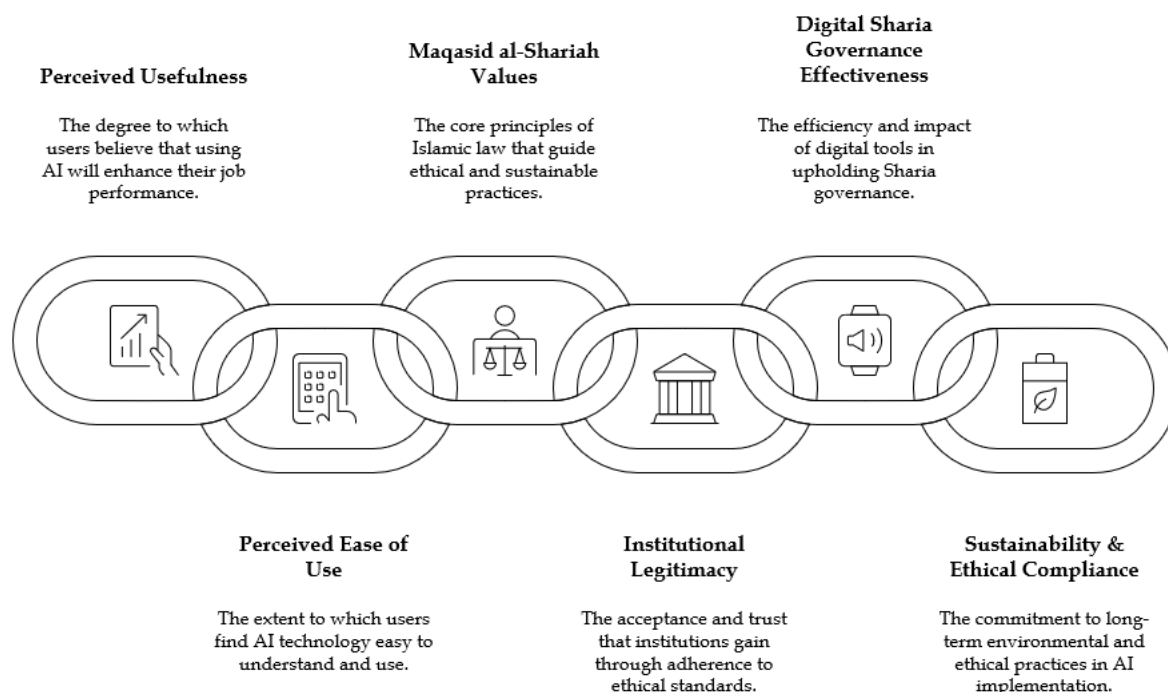 Perceived Usefulness
The degree to which
users believe that using
AI will enhance their job
performance.
Maqasid al-Shariah
Values
The core principles of
Islamic law that guide
ethical and sustainable
practices.
Digital Sharia
Governance
Effectiveness
The efficiency and impact
of digital tools in
upholding Sharia
governance.
Perceived Ease of
Use
The extent to which users
find AI technology easy to
understand and use.
Institutional
Legitimacy
The acceptance and trust
that institutions gain
through adherence to
ethical standards.
Sustainability &
Ethical Compliance
The commitment to long-
term environmental and
ethical practices in AI
implementation.